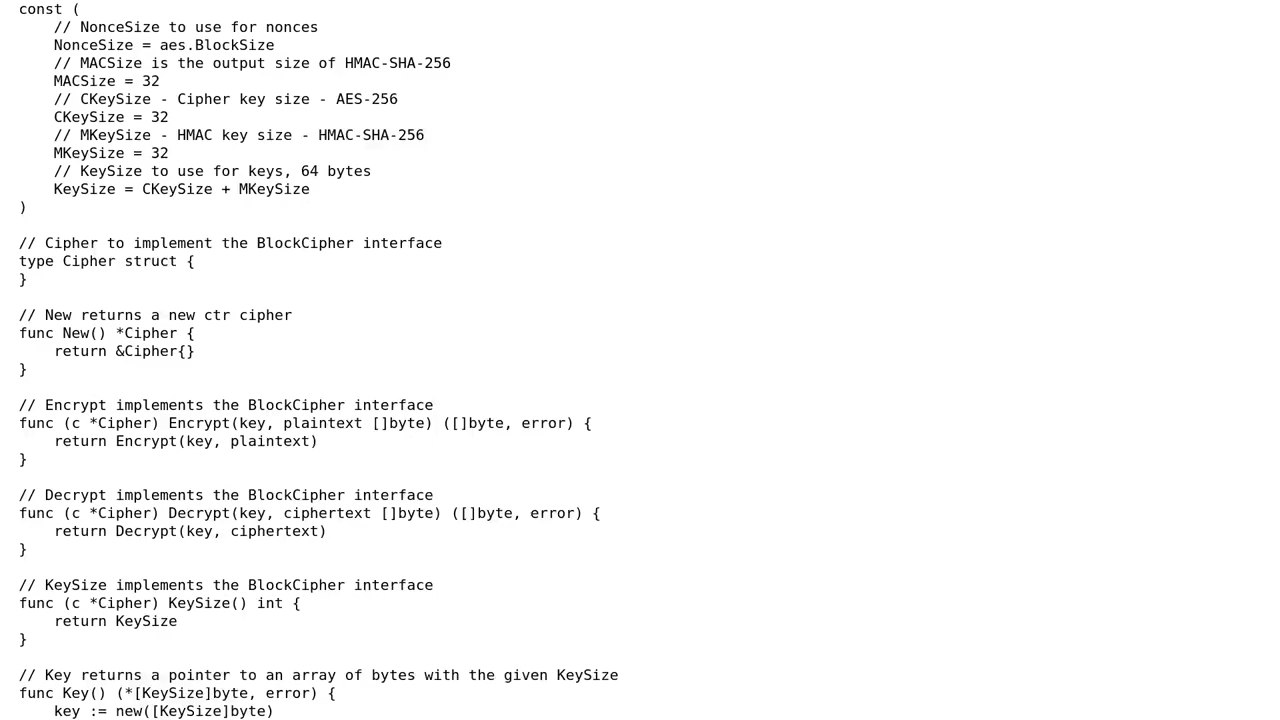 const (
    // NonceSize to use for nonces
    NonceSize = aes.BlockSize
    // MACSize is the output size of HMAC-SHA-256
    MACSize = 32
    // CKeySize - Cipher key size - AES-256
    CKeySize = 32
    // MKeySize - HMAC key size - HMAC-SHA-256
    MKeySize = 32
    // KeySize to use for keys, 64 bytes
    KeySize = CKeySize + MKeySize
)

// Cipher to implement the BlockCipher interface
type Cipher struct {
}

// New returns a new ctr cipher
func New() *Cipher {
    return &Cipher{}
}

// Encrypt implements the BlockCipher interface
func (c *Cipher) Encrypt(key, plaintext []byte) ([]byte, error) {
    return Encrypt(key, plaintext)
}

// Decrypt implements the BlockCipher interface
func (c *Cipher) Decrypt(key, ciphertext []byte) ([]byte, error) {
    return Decrypt(key, ciphertext)
}

// KeySize implements the BlockCipher interface
func (c *Cipher) KeySize() int {
    return KeySize
}

// Key returns a pointer to an array of bytes with the given KeySize
func Key() (*[KeySize]byte, error) {
    key := new([KeySize]byte)